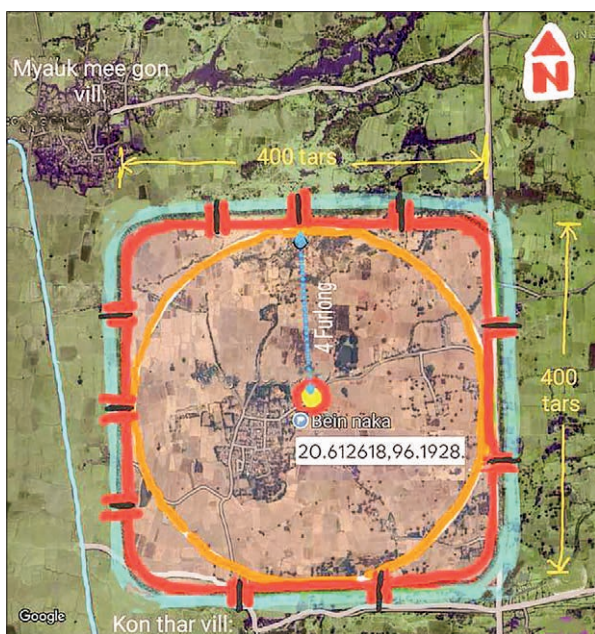 N
Myauk mee gon
vill:
400 tars
4 Furlong
400
tars
Bein naka
20.612618,96.1928.
Google
Kon thar vill: